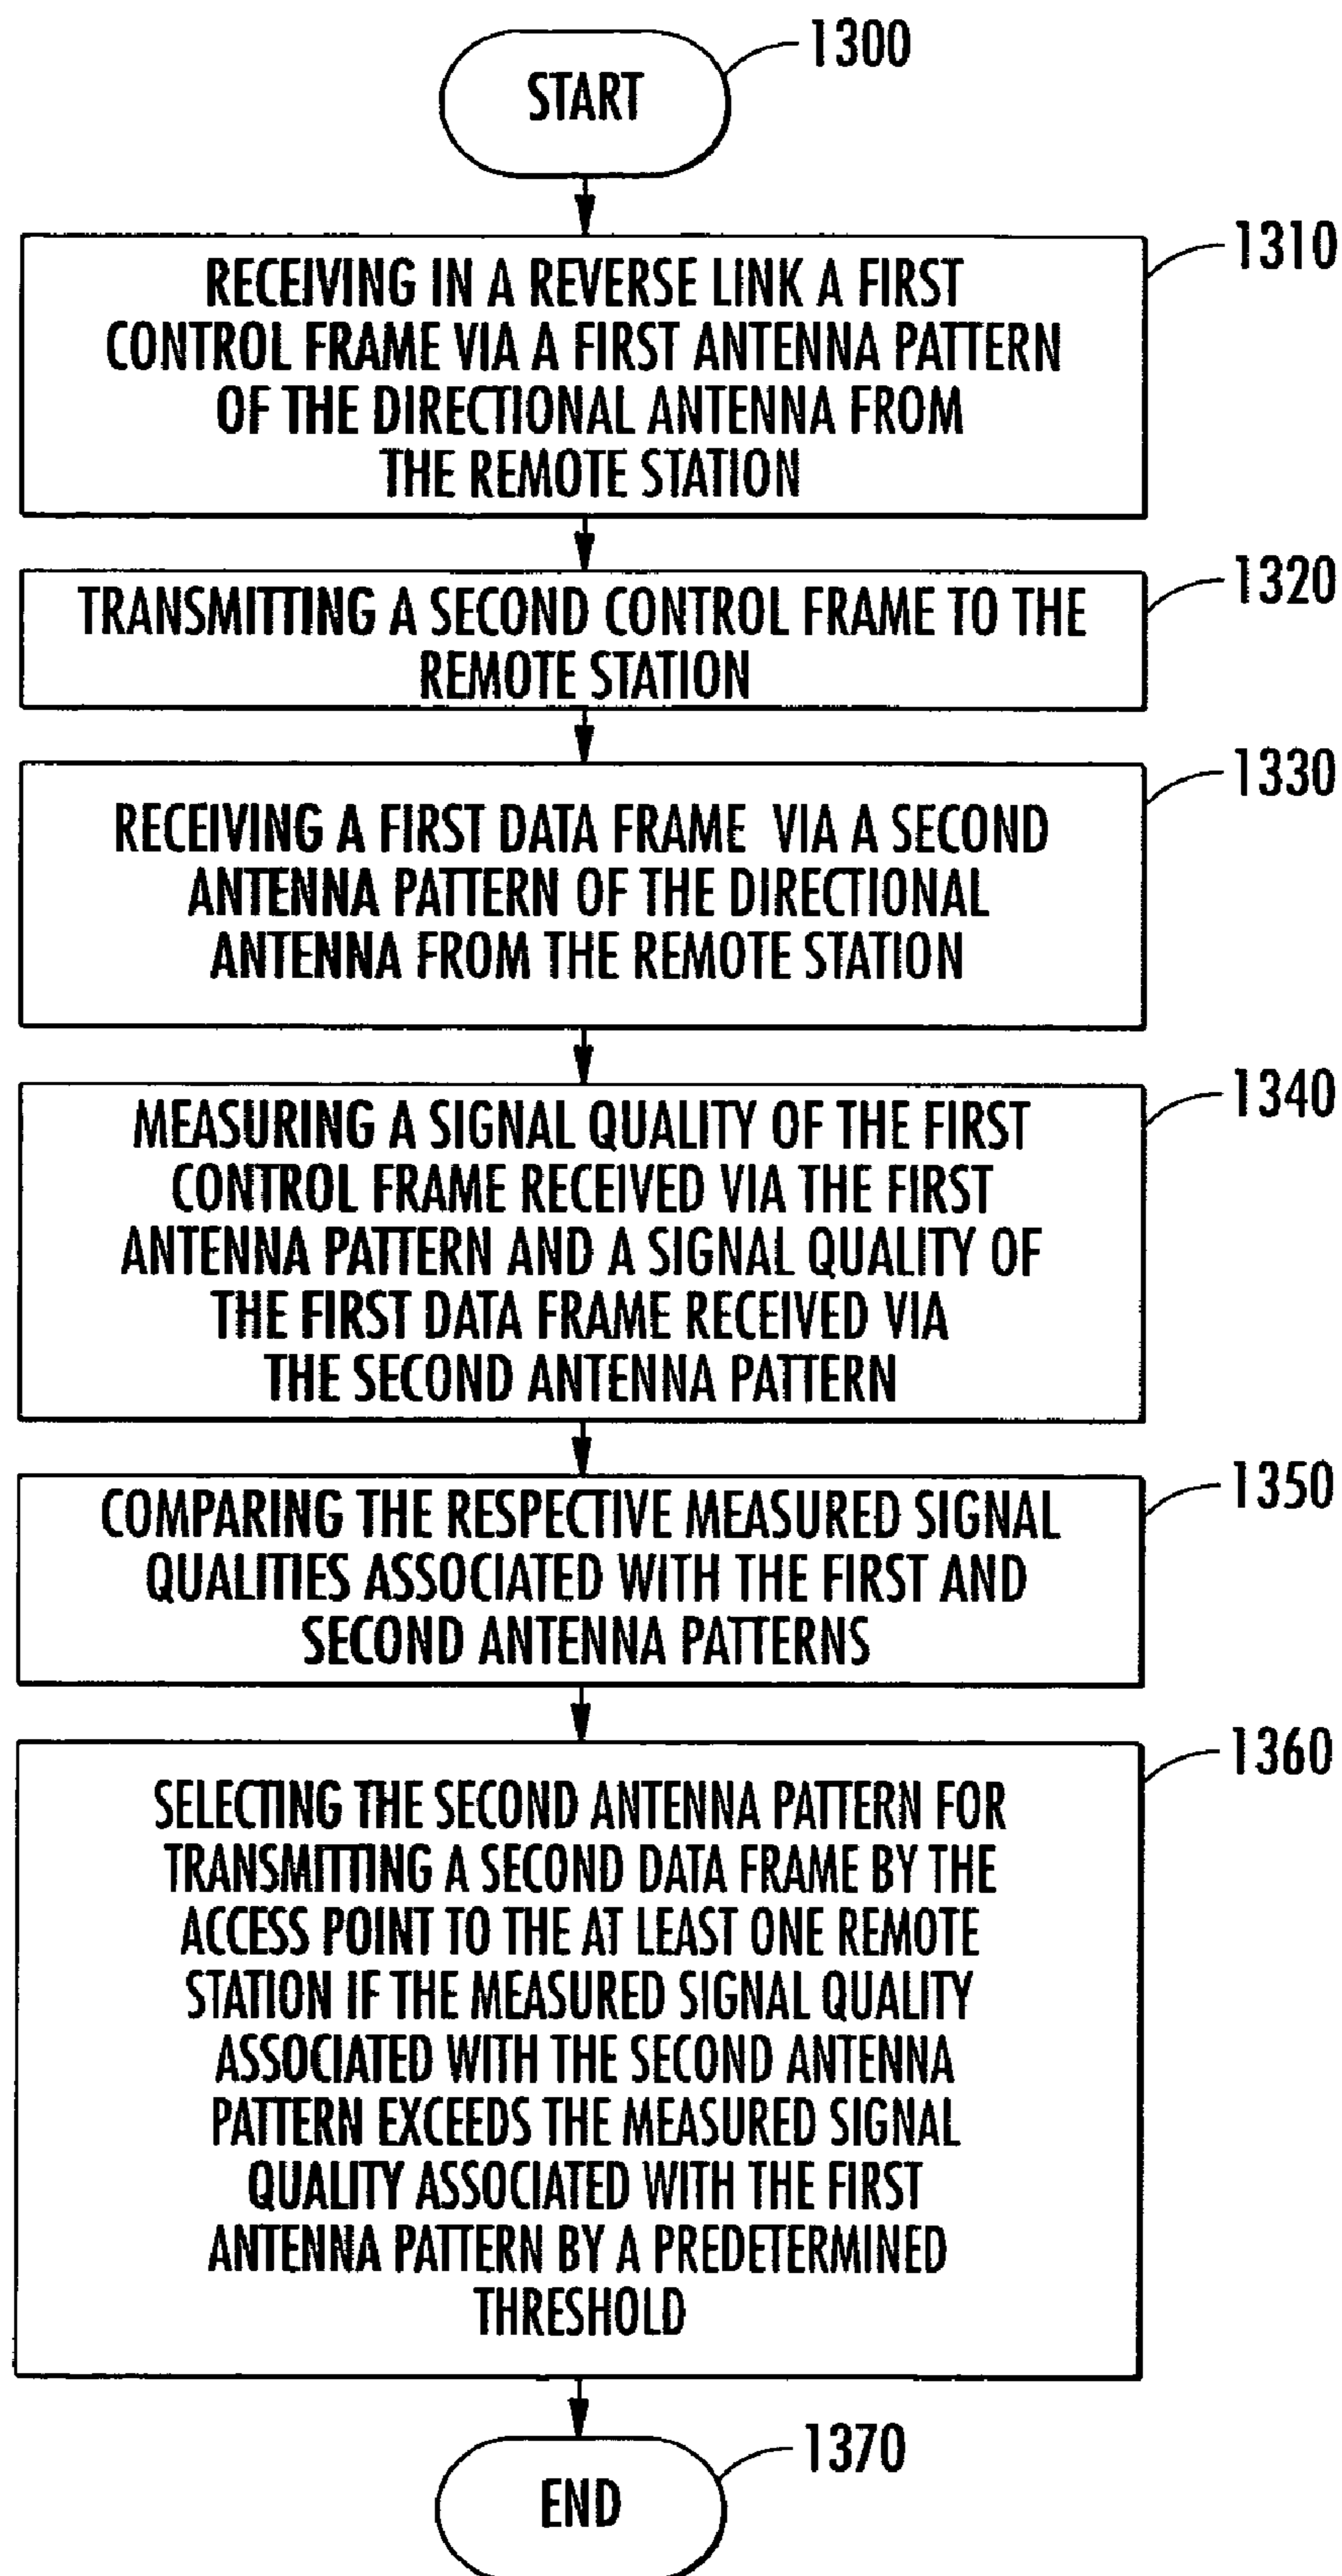 START
1300
RECEIVING IN A REVERSE LINK A FIRST
CONTROL FRAME VIA A FIRST ANTENNA PATTERN
OF THE DIRECTIONAL ANTENNA FROM
THE REMOTE STATION
1310
TRANSMITTING A SECOND CONTROL FRAME TO THE
REMOTE STATION
1320
RECEIVING A FIRST DATA FRAME VIA A SECOND
ANTENNA PATTERN OF THE DIRECTIONAL
ANTENNA FROM THE REMOTE STATION
1330
MEASURING A SIGNAL QUALITY OF THE FIRST
CONTROL FRAME RECEIVED VIA THE FIRST
ANTENNA PATTERN AND A SIGNAL QUALITY OF
THE FIRST DATA FRAME RECEIVED VIA
THE SECOND ANTENNA PATTERN
1340
COMPARING THE RESPECTIVE MEASURED SIGNAL
QUALITIES ASSOCIATED WITH THE FIRST AND
SECOND ANTENNA PATTERNS
1350
SELECTING THE SECOND ANTENNA PATTERN FOR
TRANSMITTING A SECOND DATA FRAME BY THE
ACCESS POINT TO THE AT LEAST ONE REMOTE
STATION IF THE MEASURED SIGNAL QUALITY
ASSOCIATED WITH THE SECOND ANTENNA
PATTERN EXCEEDS THE MEASURED SIGNAL
QUALITY ASSOCIATED WITH THE FIRST
ANTENNA PATTERN BY A PREDETERMINED
THRESHOLD
1360
END
1370